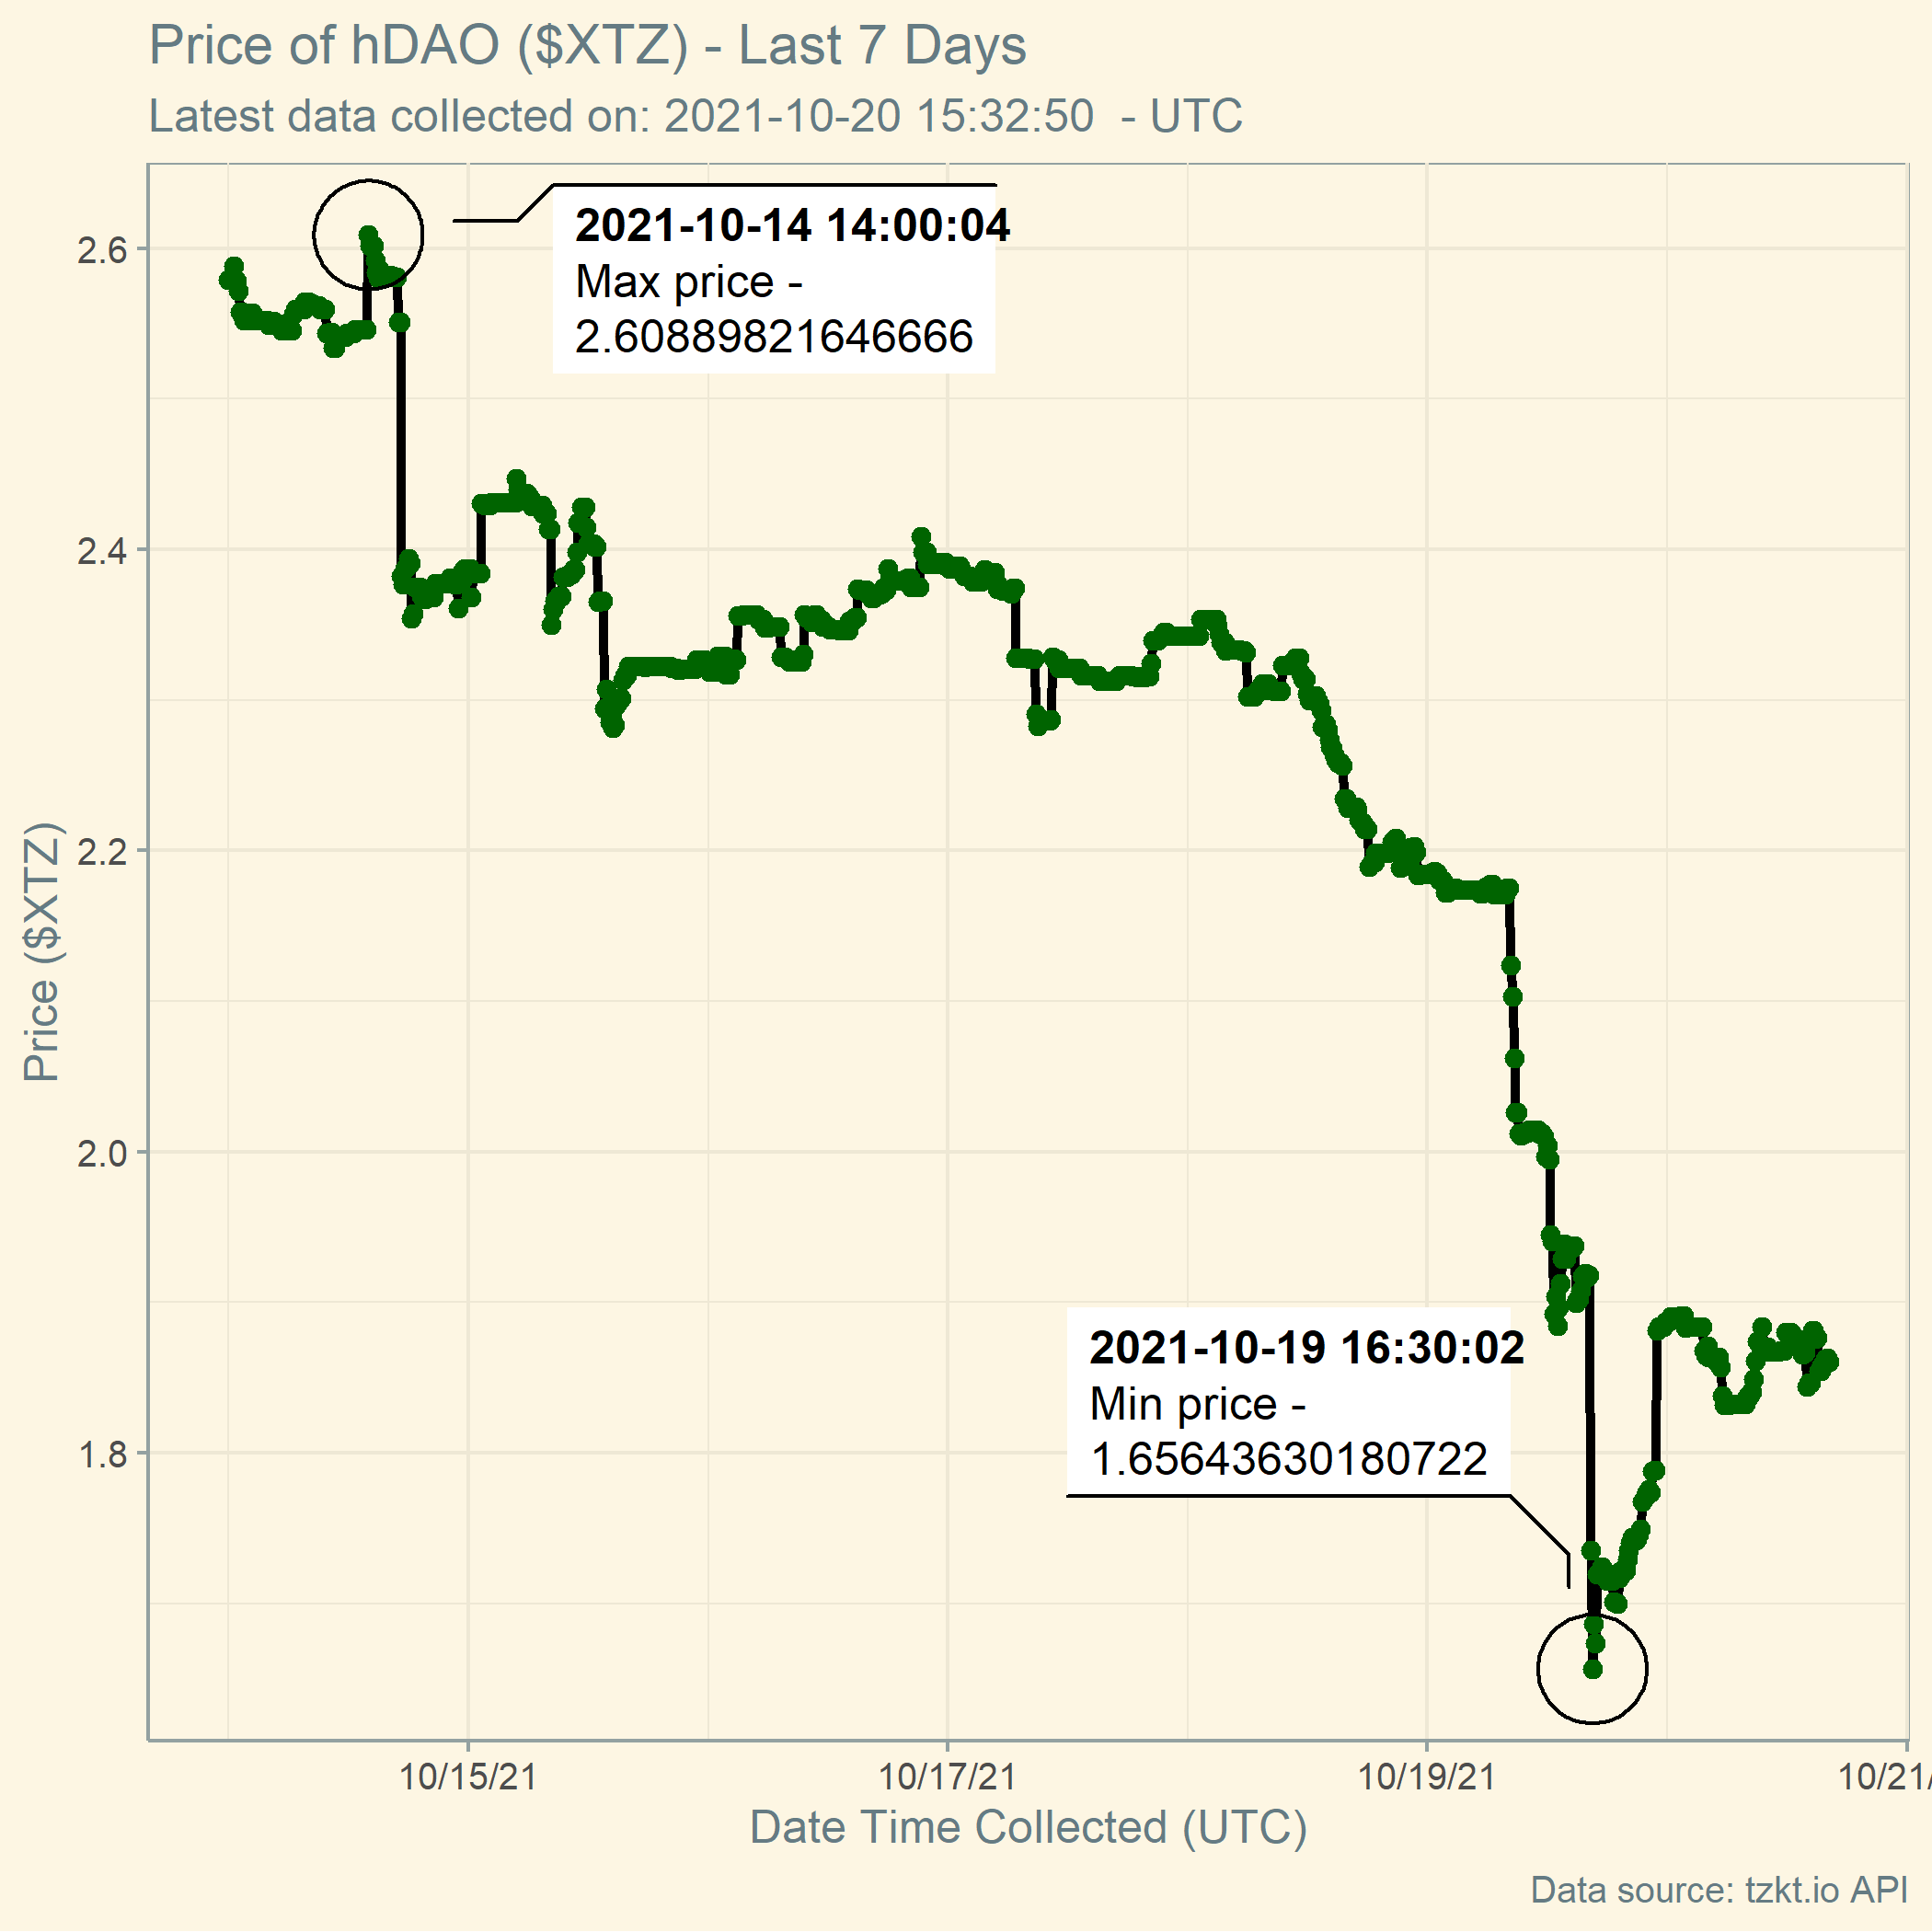 Price of hDAO ($XTZ) - Last 7 Days
Latest data collected on: 2021-10-20 15:32:50  - UTC
2021-10-14 14:00:04
Max price -
2.60889821646666
2.6
2.4
2.2
2.0
1.8
Price ($XTZ)
2021-10-19 16:30:02
Min price -
1.65643630180722
10/15/21
10/17/21
10/19/21
10/21/
Date Time Collected (UTC)
Data source: tzkt.io API